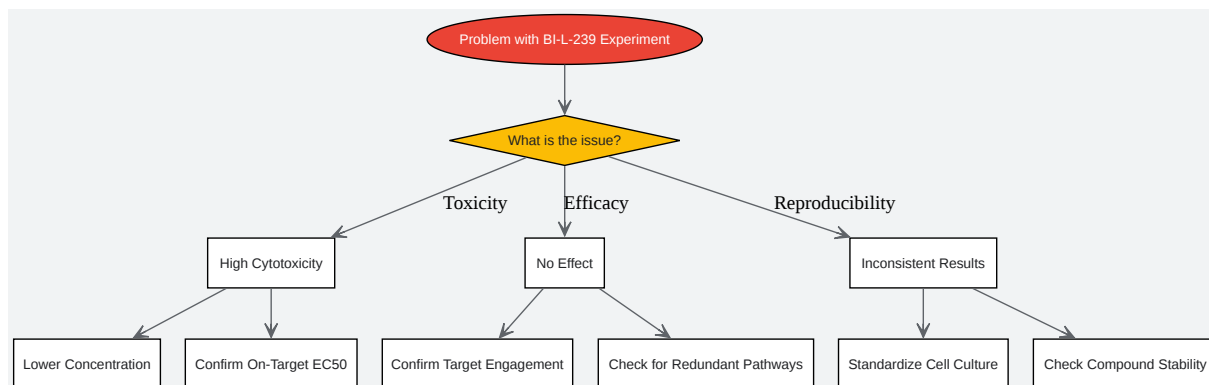 Problem with BI-L-239 Experiment
What is the issue?
Toxicity
Efficacy
Reproducibility
High Cytotoxicity
No Effect
Inconsistent Results
Lower Concentration
Confirm On-Target EC50
Confirm Target Engagement
Check for Redundant Pathways
Standardize Cell Culture
Check Compound Stability